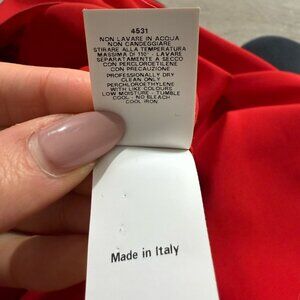 4531
NON LAVARE IN ACQUA
NON CANDEGGIARE
STIRARE ALLA TEMPERATURA
MASSIMA DI 110° - LAVARE
SEPARATAMENTE A SECCO
CON PERCLOROETILENE
CON PRECAUZIONE
PROFESSIONALLY DRY
CLEAN ONLY
PERCHLOROETHYLENE
WITH LIKE COLOURS
LOW MOISTURE - TUMBLE
COOL - NO BLEACH
COOL IRON
Made in Italy